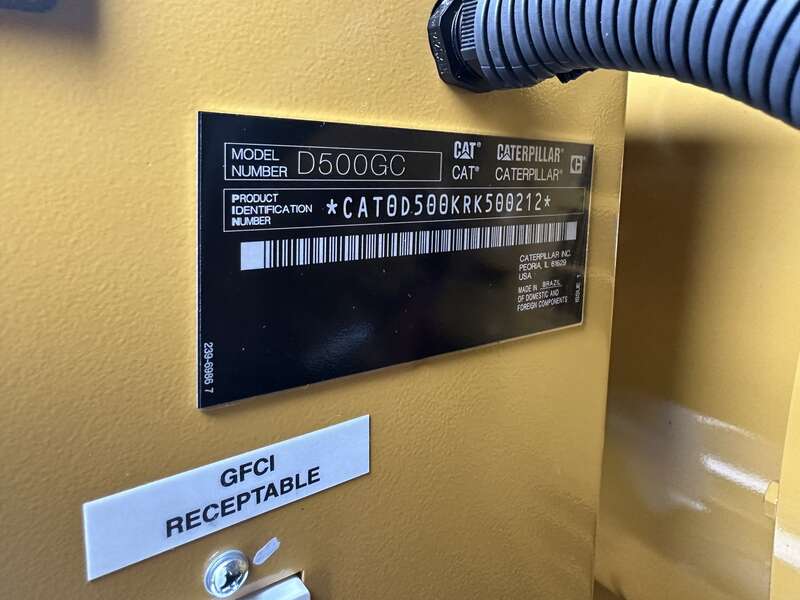 MODEL NUMBER D500GC
CAT® CATERPILLAR®
CAT® CATERPILLAR®
PRODUCT IDENTIFICATION NUMBER *CAT0D500KRK500212*
CATERPILLAR INC.
PEORIA, IL 61629
USA
MADE IN BRAZIL
OF DOMESTIC AND
FOREIGN COMPONENTS
ISSUE 1
239-6986 7
GFCI
RECEPTABLE